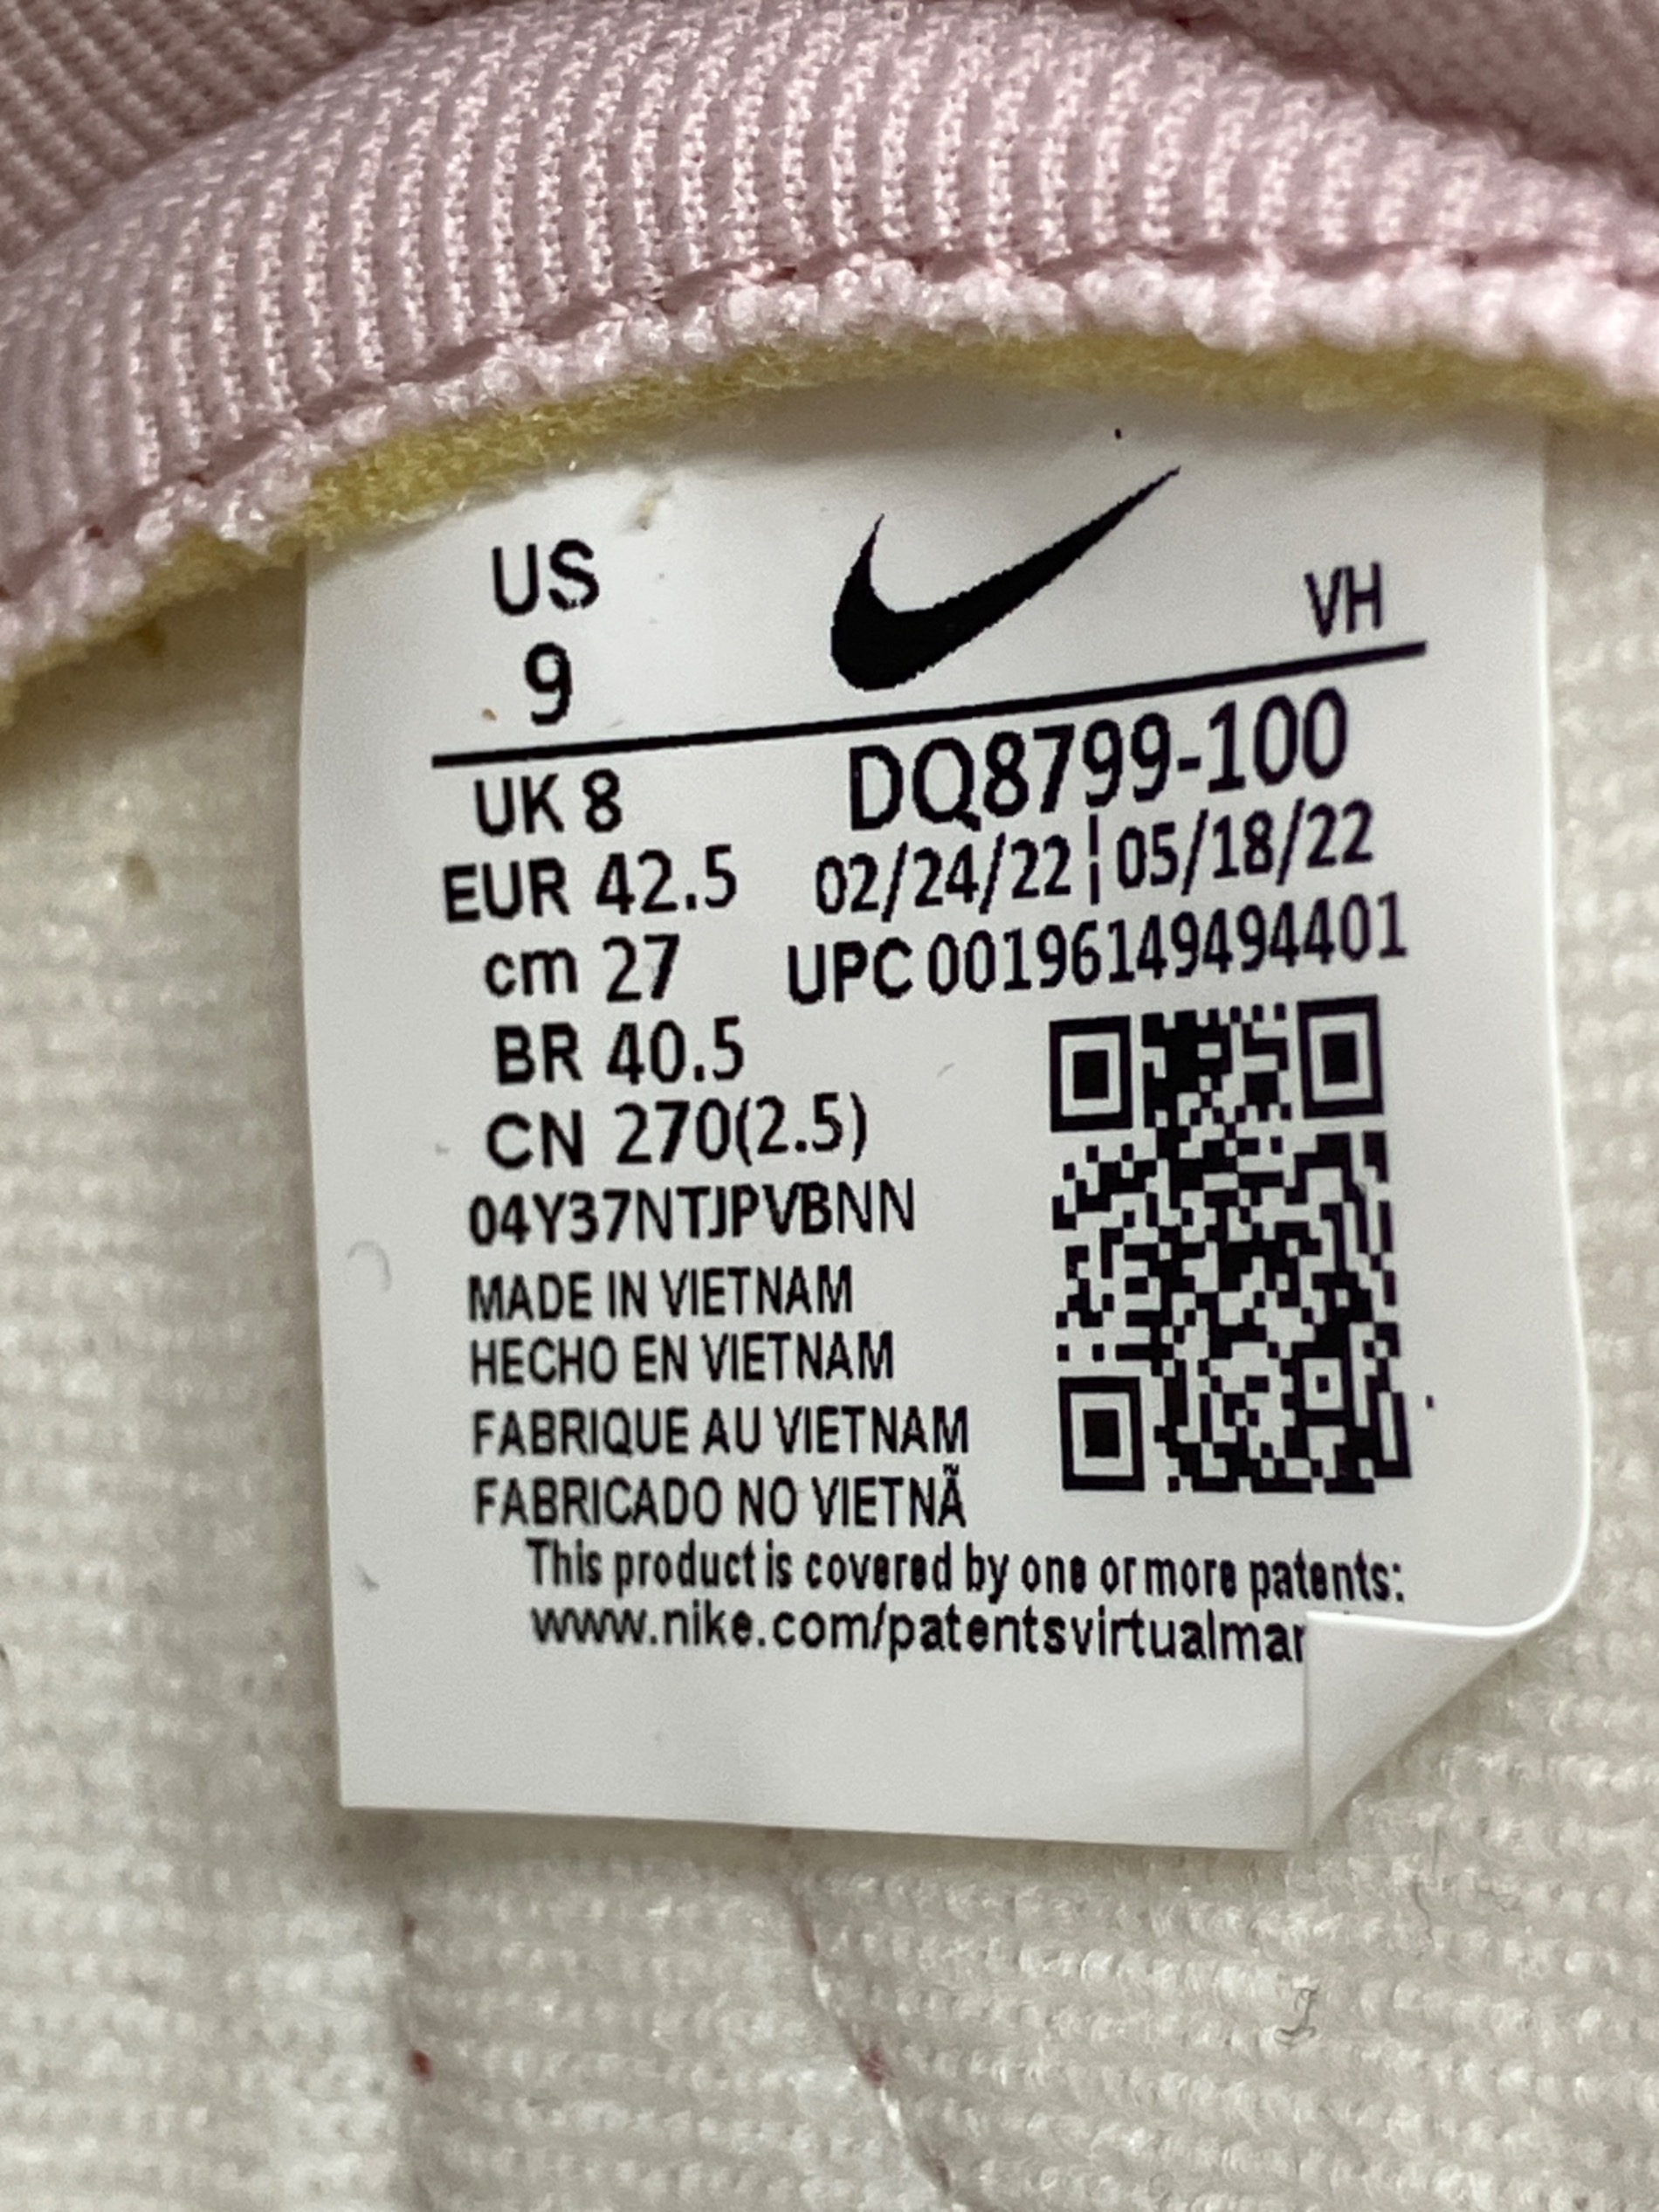 US
9
VH
UK 8
DQ8799-100
EUR 42.5
02/24/22¦05/18/22
cm 27
UPC 00196149494401
BR 40.5
CN 270(2.5)
04Y37NTJPVBNN
MADE IN VIETNAM
HECHO EN VIETNAM
FABRIQUE AU VIETNAM
FABRICADO NO VIETNÃ
This product is covered by one or more patents:
www.nike.com/patentsvirtualmar